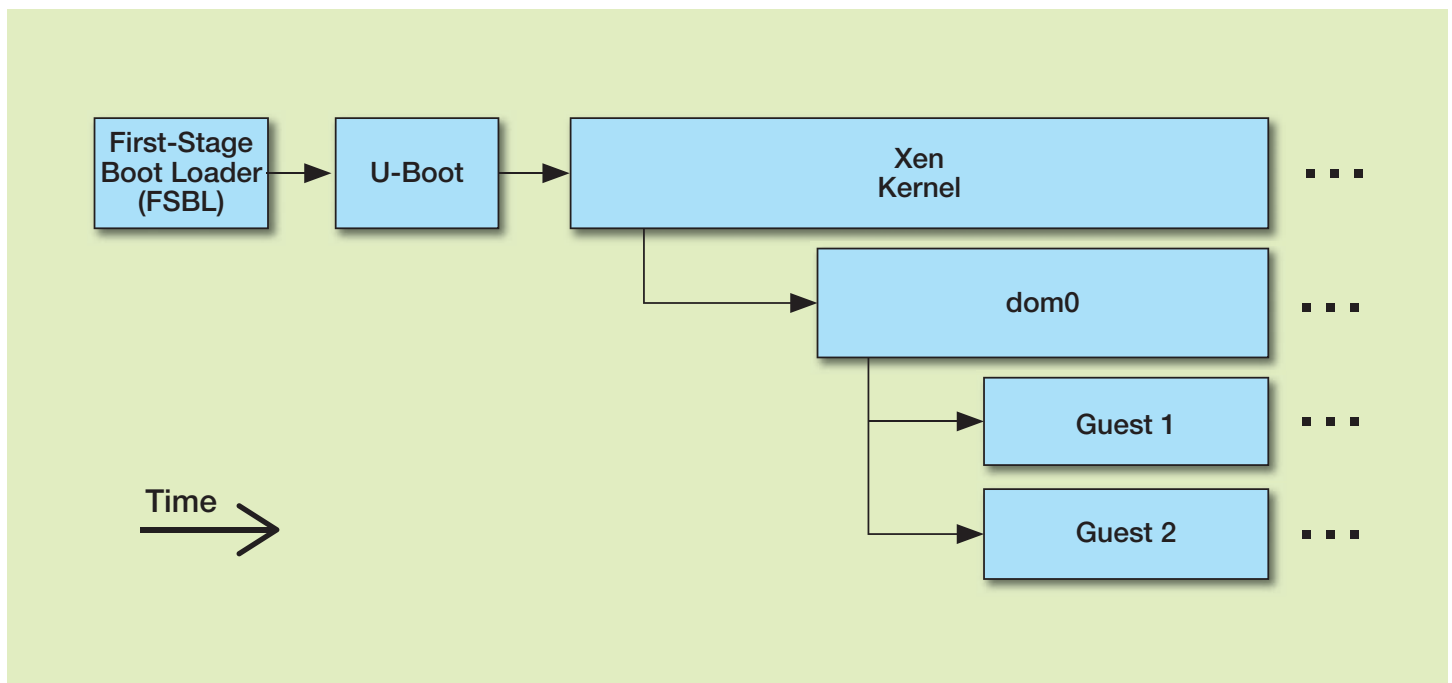 First-Stage
Boot Loader
(FSBL)
U-Boot
Xen
Kernel
dom0
Guest 1
Guest 2
Time